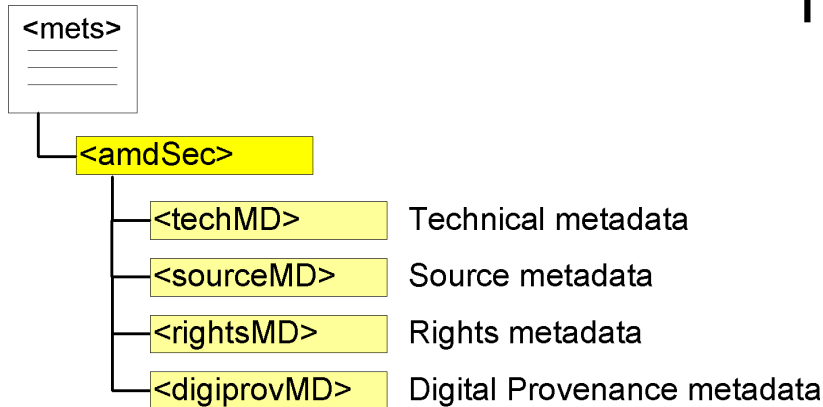 <mets>
<amdSec>
<techMD> Technical metadata
<sourceMD> Source metadata
<rightsMD> Rights metadata
<digiprovMD> Digital Provenance metadata